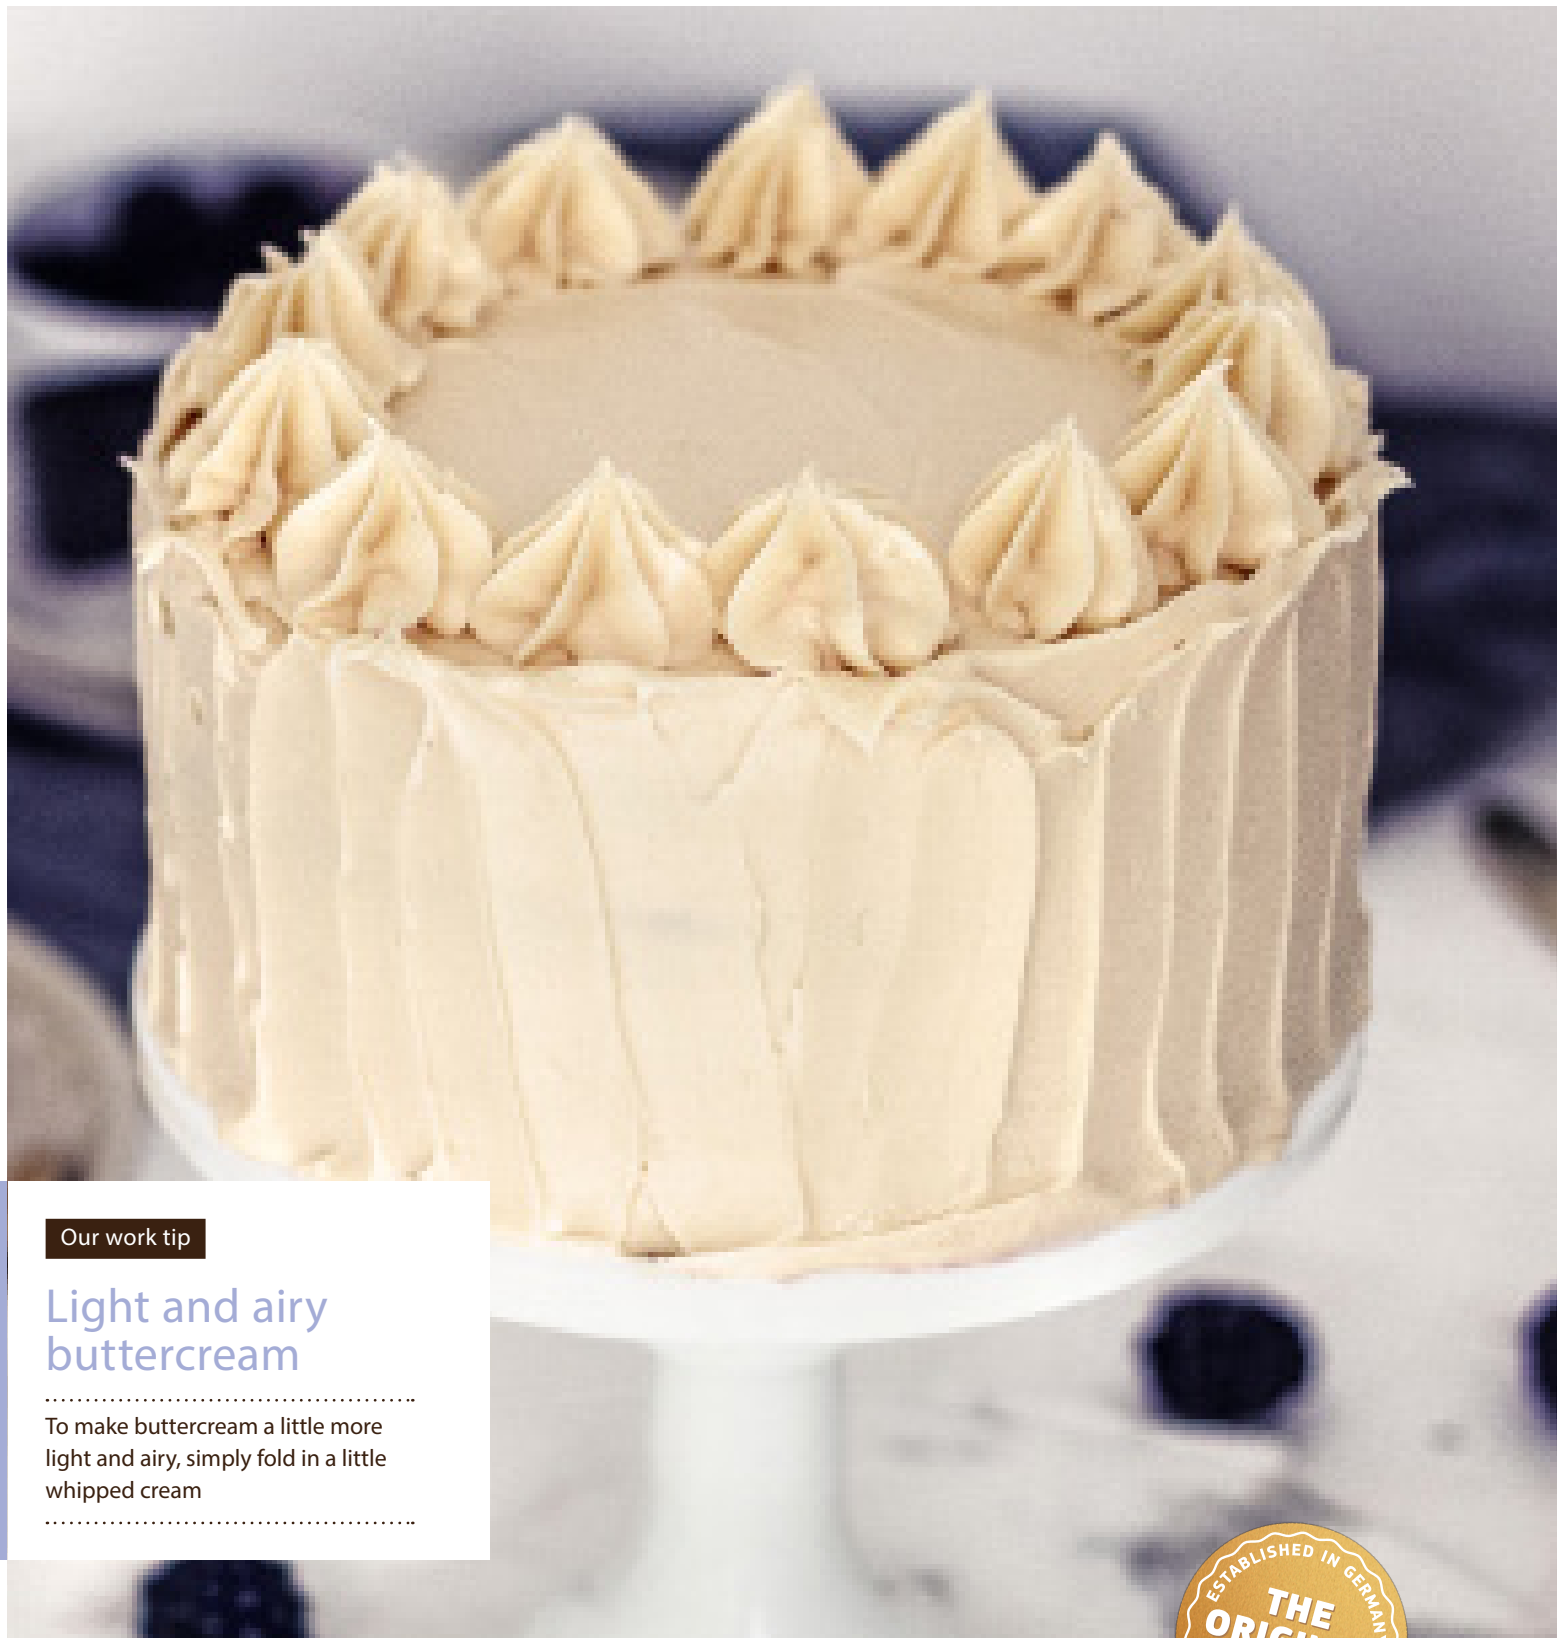 Our work tip
Light and airy
buttercream
To make buttercream a little more
light and airy, simply fold in a little
whipped cream
ESTABLISHED IN GERMANY
THE